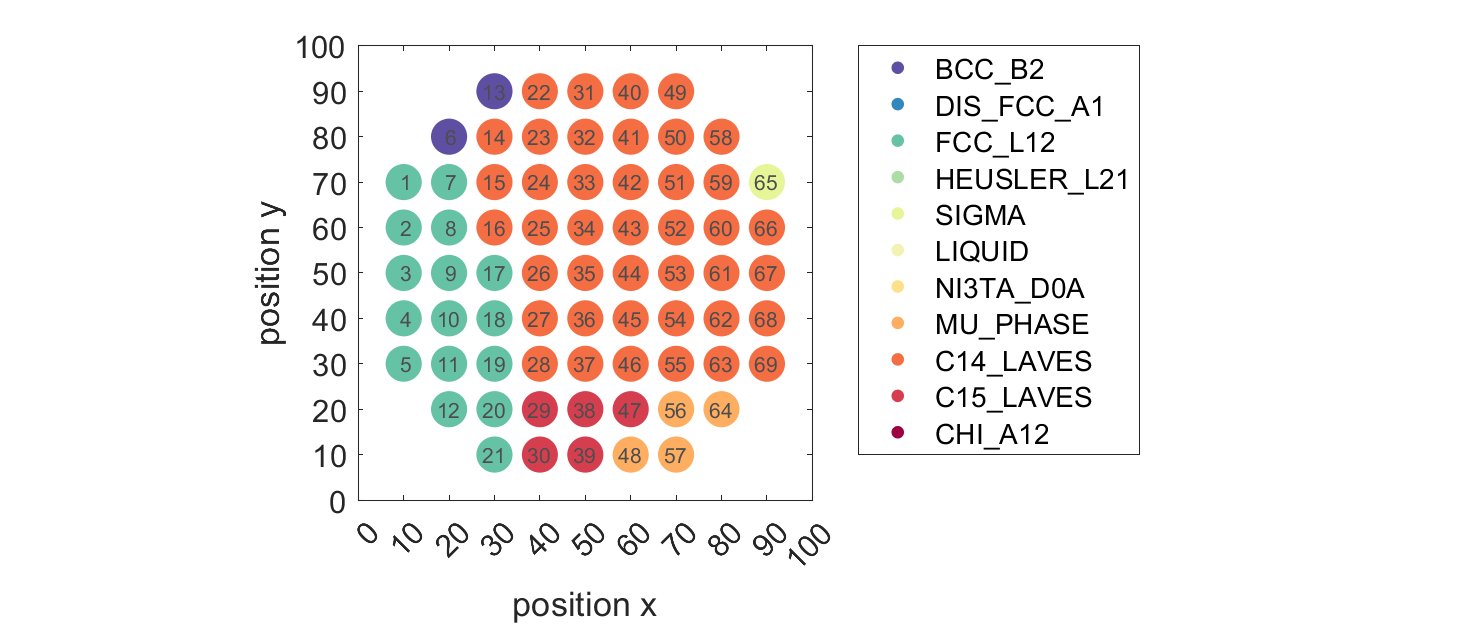 100
90 13 22 31 40 49
80 6 14 23 32 41 50 58
70 1 7 15 24 33 42 51 59 65
60 2 8 16 25 34 43 52 60 66
50 3 9 17 26 35 44 53 61 67
40 4 10 18 27 36 45 54 62 68
30 5 11 19 28 37 46 55 63 69
20 12 20 29 38 47 56 64
10 21 30 39 48 57
0
0 10 20 30 40 50 60 70 80 90 100
position x
position y
BCC_B2
DIS_FCC_A1
FCC_L12
HEUSLER_L21
SIGMA
LIQUID
NI3TA_D0A
MU_PHASE
C14_LAVES
C15_LAVES
CHI_A12